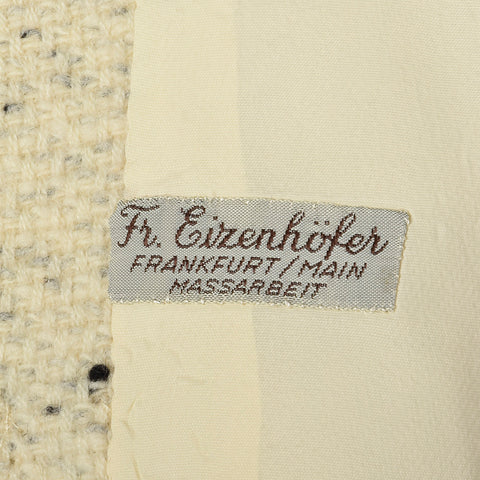 Fr. Eizenhöfer
FRANKFURT/MAIN
MASSARBEIT